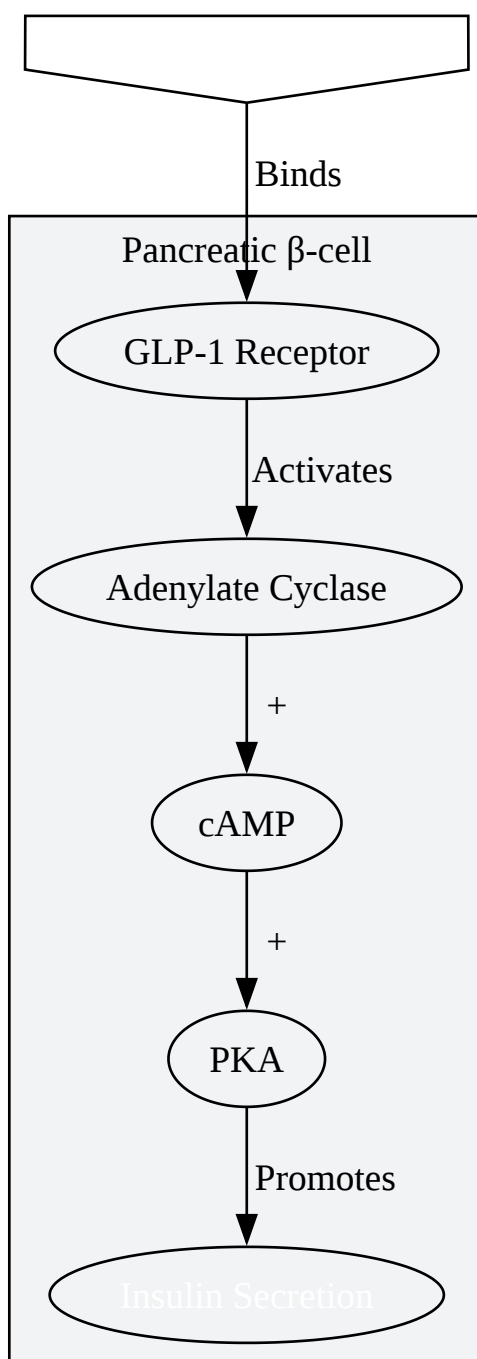 Binds
Pancreatic β-cell
GLP-1 Receptor
Activates
Adenylate Cyclase
+
cAMP
+
PKA
Promotes
Insulin Secretion